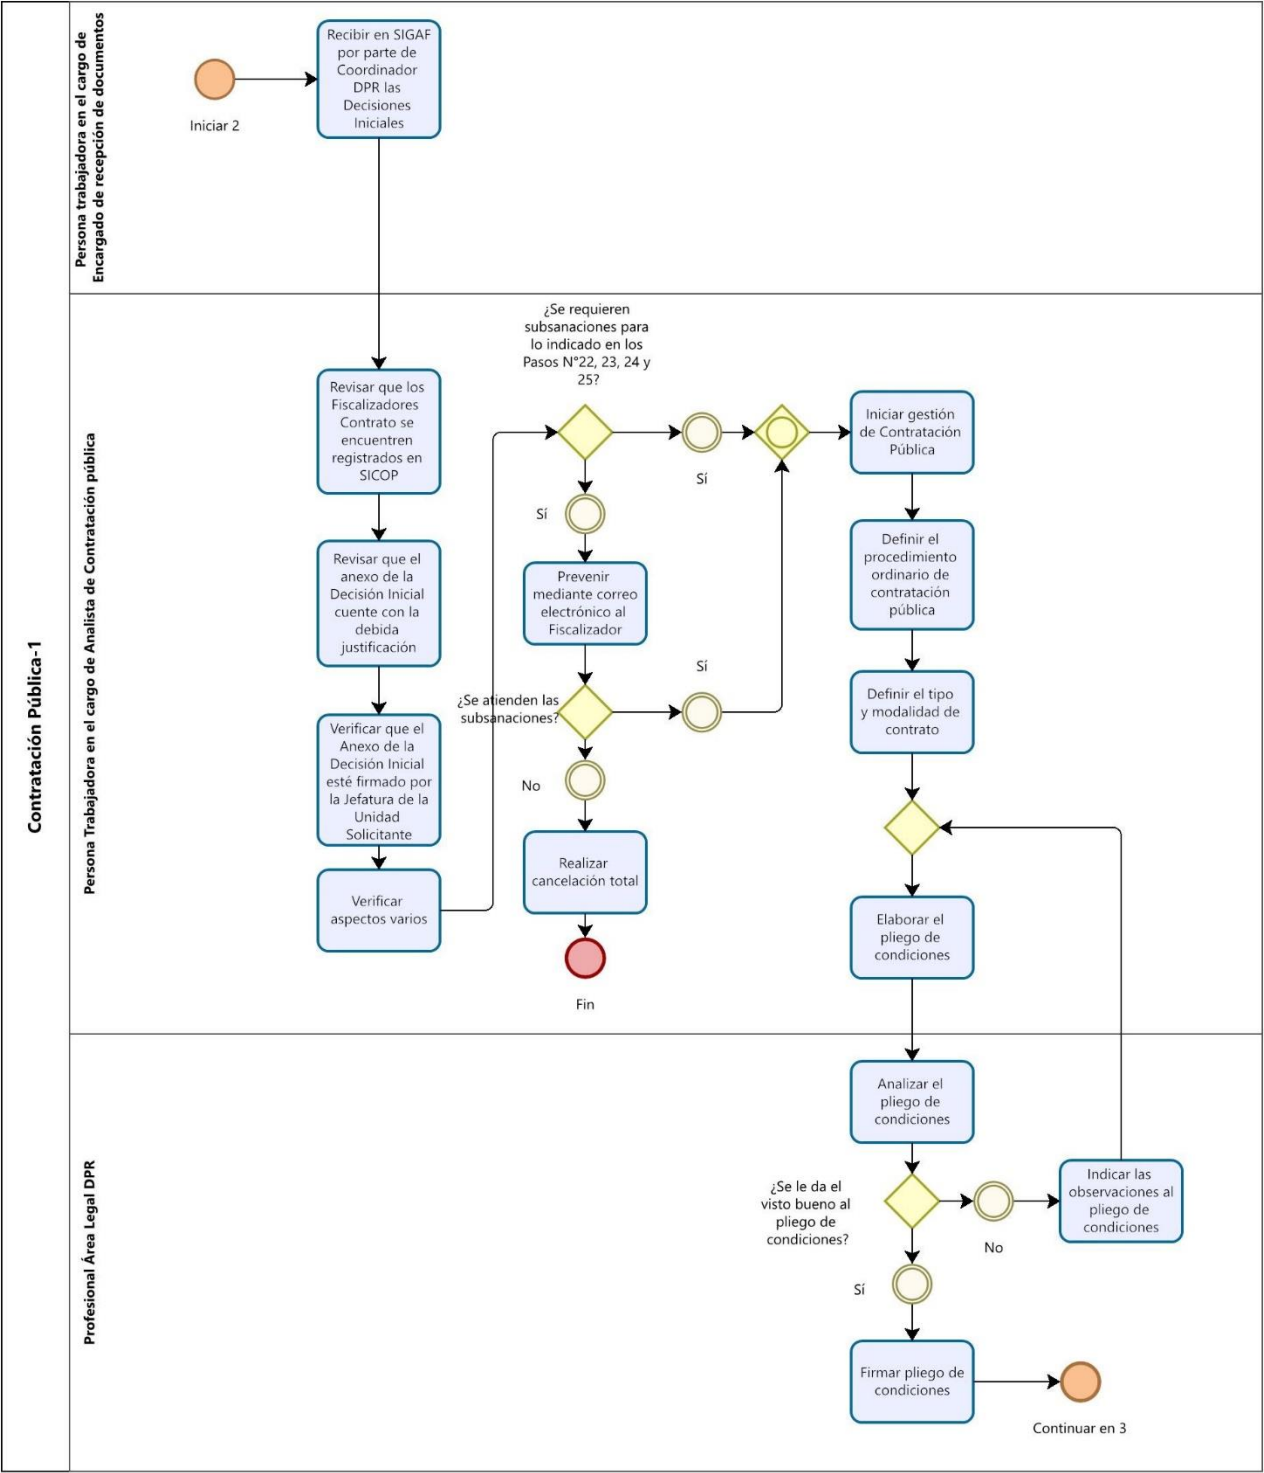 Contratación Pública-1
Persona trabajadora en el cargo de
Encargado de recepción de documentos
Iniciar 2
Recibir en SIGAF
por parte de
Coordinador
DPR las
Decisiones
Iniciales
Persona Trabajadora en el cargo de Analista de Contratación pública
Revisar que los
Fiscalizadores
Contrato se
encuentren
registrados en
SICOP
Revisar que el
anexo de la
Decisión Inicial
cuente con la
debida
justificación
Verificar que el
Anexo de la
Decisión Inicial
esté firmado por
la Jefatura de la
Unidad
Solicitante
Verificar
aspectos varios
¿Se requieren
subsanaciones para
lo indicado en los
Pasos N°22, 23, 24 y
25?
Sí
Sí
Prevenir
mediante correo
electrónico al
Fiscalizador
¿Se atienden las
subsanaciones?
Sí
No
Realizar
cancelación total
Fin
Iniciar gestión
de Contratación
Pública
Definir el
procedimiento
ordinario de
contratación
pública
Definir el tipo
y modalidad de
contrato
Elaborar el
pliego de
condiciones
Profesional Área Legal DPR
Analizar el
pliego de
condiciones
¿Se le da el
visto bueno al
pliego de
condiciones?
No
Indicar las
observaciones al
pliego de
condiciones
Sí
Firmar pliego de
condiciones
Continuar en 3